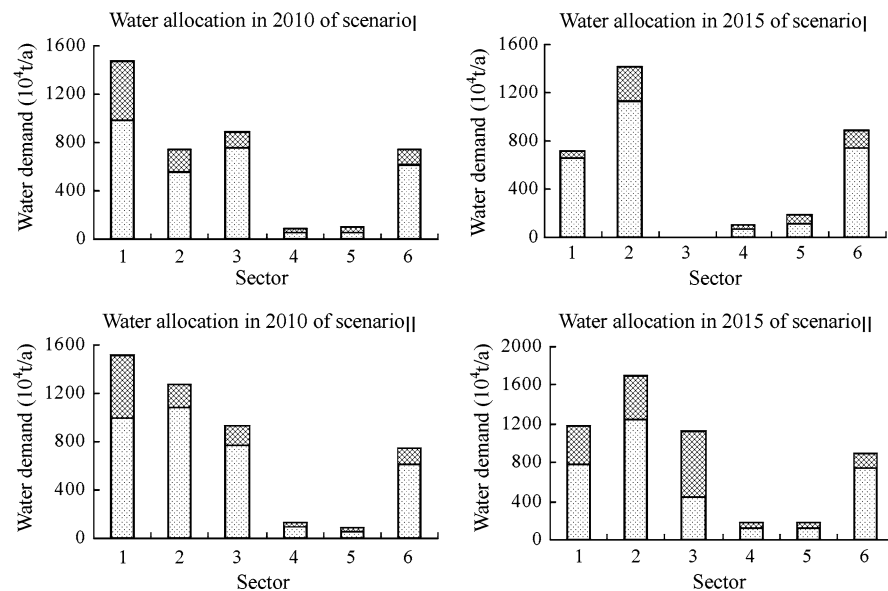 Water allocation in 2010 of scenarioI
Water demand (10⁴t/a)
1600
1200
800
400
0
1 2 3 4 5 6
Sector
Water allocation in 2015 of scenarioI
Water demand (10⁴t/a)
1600
1200
800
400
0
1 2 3 4 5 6
Sector
Water allocation in 2010 of scenarioII
Water demand (10⁴t/a)
1600
1200
800
400
0
1 2 3 4 5 6
Sector
Water allocation in 2015 of scenarioII
Water demand (10⁴t/a)
2000
1600
1200
800
400
0
1 2 3 4 5 6
Sector